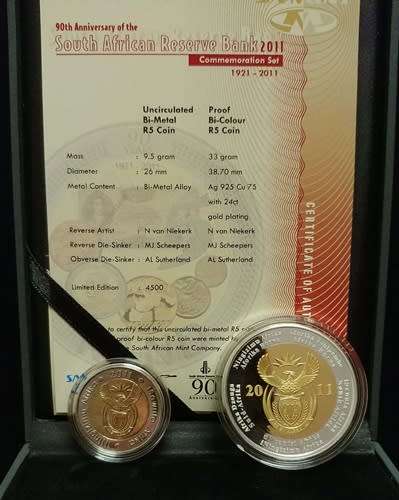 90th Anniversary of the
South African Reserve Bank 2011
Commemoration Set
1921 - 2011
Uncirculated Proof
Bi-Metal Bi-Colour
R5 Coin R5 Coin
Mass : 9.5 gram 33 gram
Diameter : 26 mm 38.70 mm
Metal Content : Bi-Metal Alloy Ag 925 Cu 75
with 24ct
gold plating
Reverse Artist : N van Niekerk N van Niekerk
Reverse Die-Sinker : MJ Scheepers MJ Scheepers
Obverse Die-Sinker : AL Sutherland AL Sutherland
Limited Edition : 4500
to certify that this uncirculated bi-metal R5
proof bi-colour R5 coin were minted
South African Mint Company.
CERTIFICATE OF AUT
90
20 11